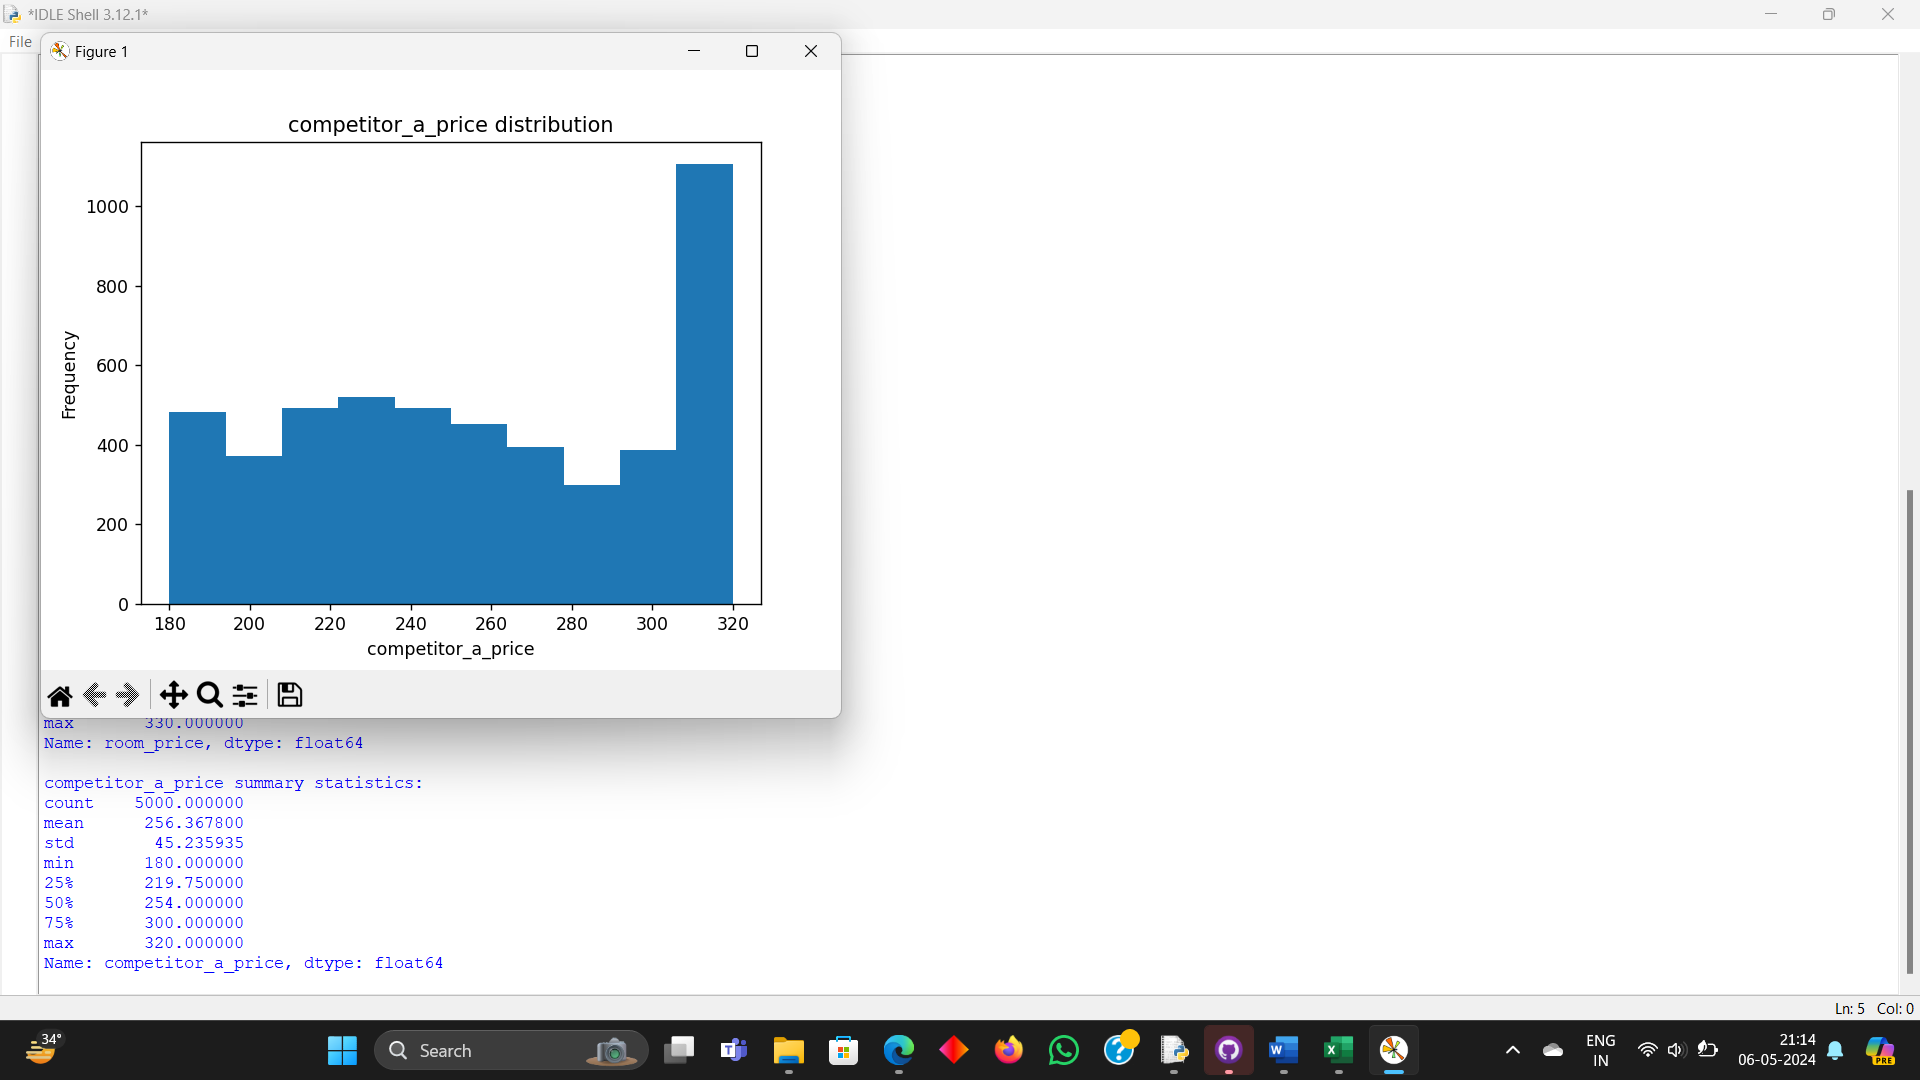 *IDLE Shell 3.12.1*
File
Figure 1
competitor_a_price distribution
1000
800
600
400
200
0
Frequency
180 200 220 240 260 280 300 320
competitor_a_price
max 330.000000
Name: room_price, dtype: float64
competitor_a_price summary statistics:
count 5000.000000
mean 256.367800
std 45.235935
min 180.000000
25% 219.750000
50% 254.000000
75% 300.000000
max 320.000000
Name: competitor_a_price, dtype: float64
Ln: 5 Col: 0
34°
Search
ENG
IN
21:14
06-05-2024
PRE